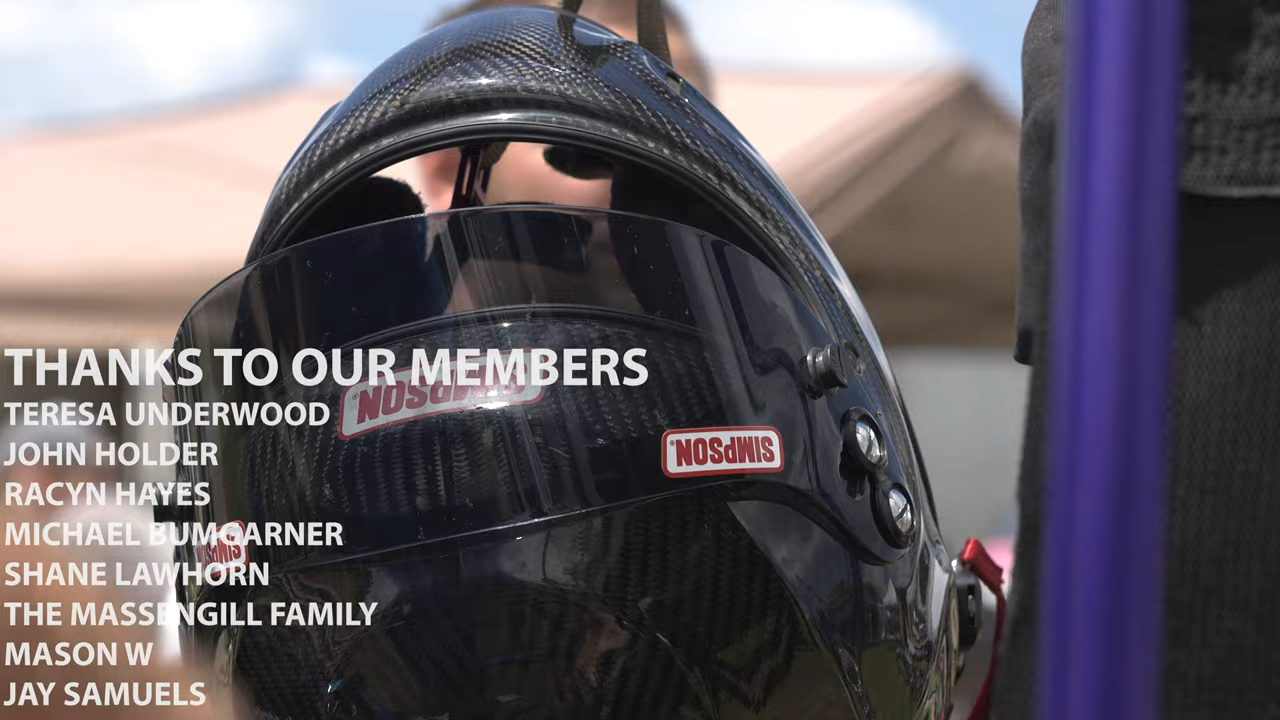 THANKS TO OUR MEMBERS
SIMPSON
TERESA UNDERWOOD
JOHN HOLDER
SIMPSON
RACYN HAYES
MICHAEL BUMGARNER
SIMPSON
SHANE LAWHORN
THE MASSENGILL FAMILY
MASON W
JAY SAMUELS